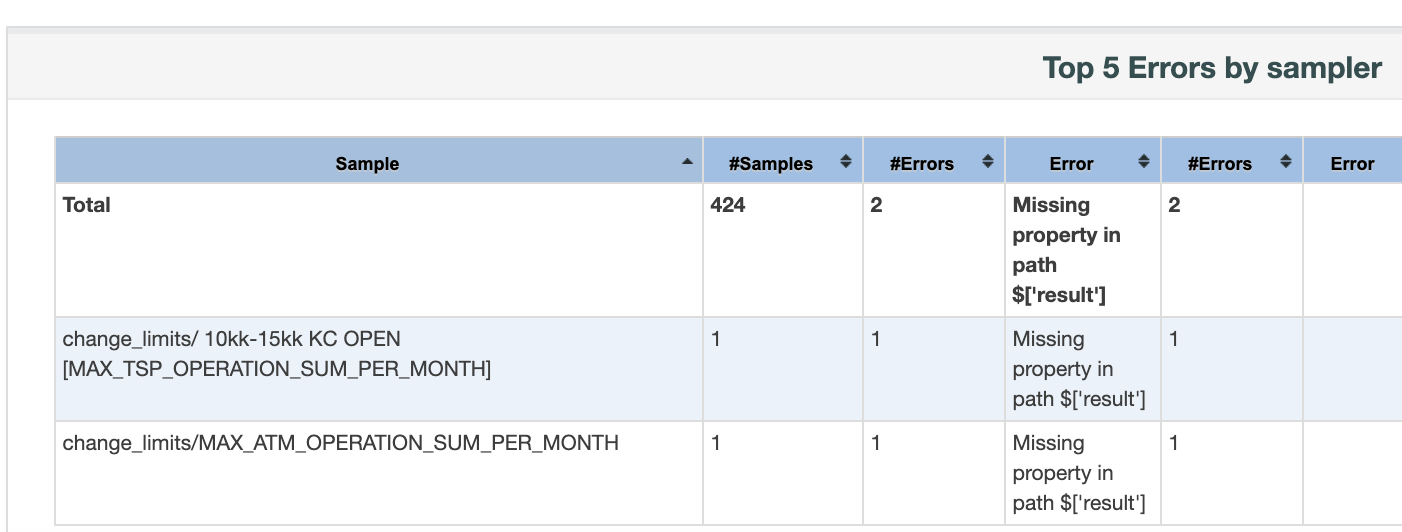 Top 5 Errors by sampler
Sample #Samples #Errors Error #Errors Error
Total 424 2 Missing 2
property in
path
$['result']
change_limits/ 10kk-15kk KC OPEN 1 1 Missing 1
[MAX_TSP_OPERATION_SUM_PER_MONTH] property in
path $['result']
change_limits/MAX_ATM_OPERATION_SUM_PER_MONTH 1 1 Missing 1
property in
path $['result']